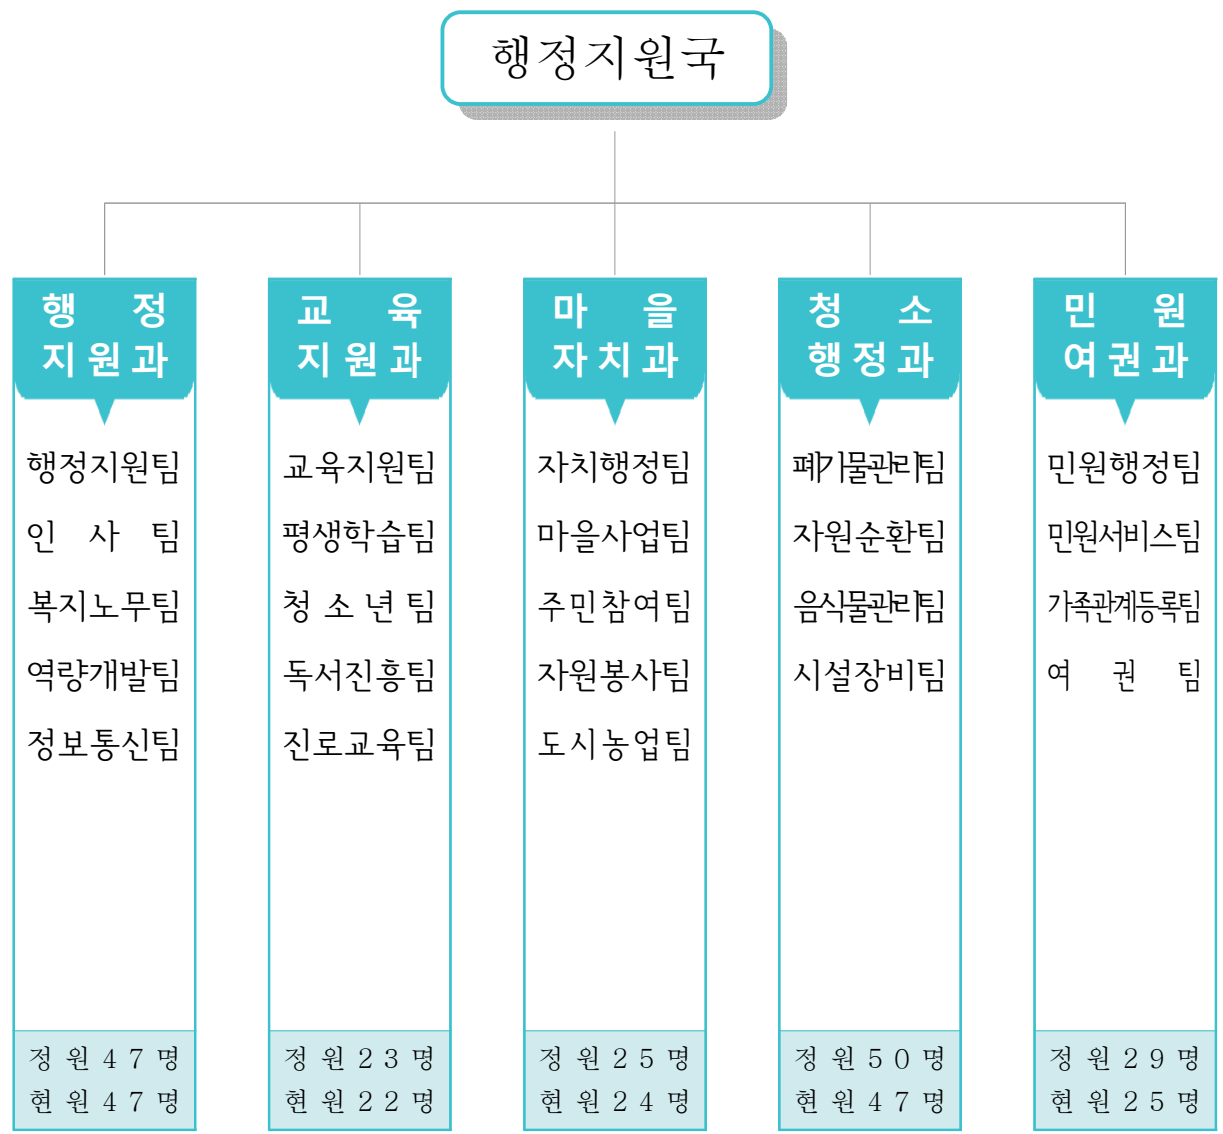 행정지원국
행 정
지원과
행정지원팀
인 사 팀
복지노무팀
역량개발팀
정보통신팀
정 원 4 7 명
현 원 4 7 명
교 육
지원과
교육지원팀
평생학습팀
청 소 년 팀
독서진흥팀
진로교육팀
정 원 2 3 명
현 원 2 2 명
마 을
자치과
자치행정팀
마을사업팀
주민참여팀
자원봉사팀
도시농업팀
정 원 2 5 명
현 원 2 4 명
청 소
행정과
폐기물관리팀
자원순환팀
음식물관리팀
시설장비팀
정 원 5 0 명
현 원 4 7 명
민 원
여권과
민원행정팀
민원서비스팀
가족관계등록팀
여 권 팀
정 원 2 9 명
현 원 2 5 명